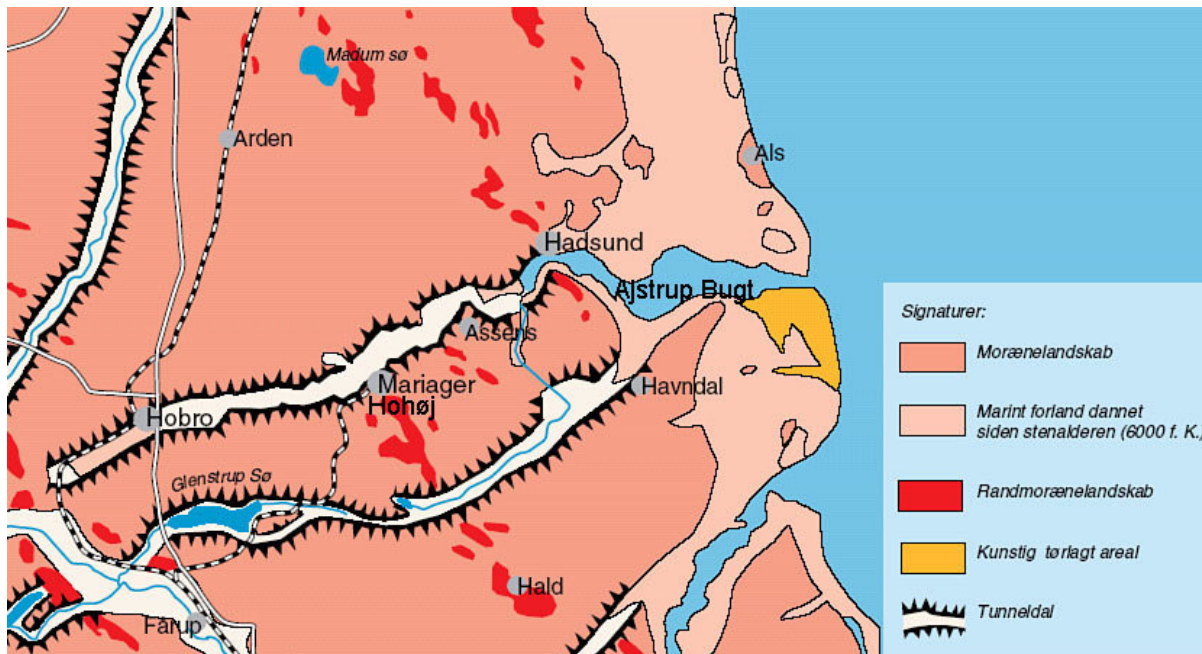 Madum sø
Arden
Als
Hadsund
Ajstrup Bugt
Assens
Mariager
Havndal
Hohøj
Hobro
Glenstrup Sø
Hald
Fårup
Signaturer:
Morænelandskab
Marint forland dannet
siden stenalderen (6000 f. K.)
Randmorænelandskab
Kunstig tørlagt areal
Tunneldal